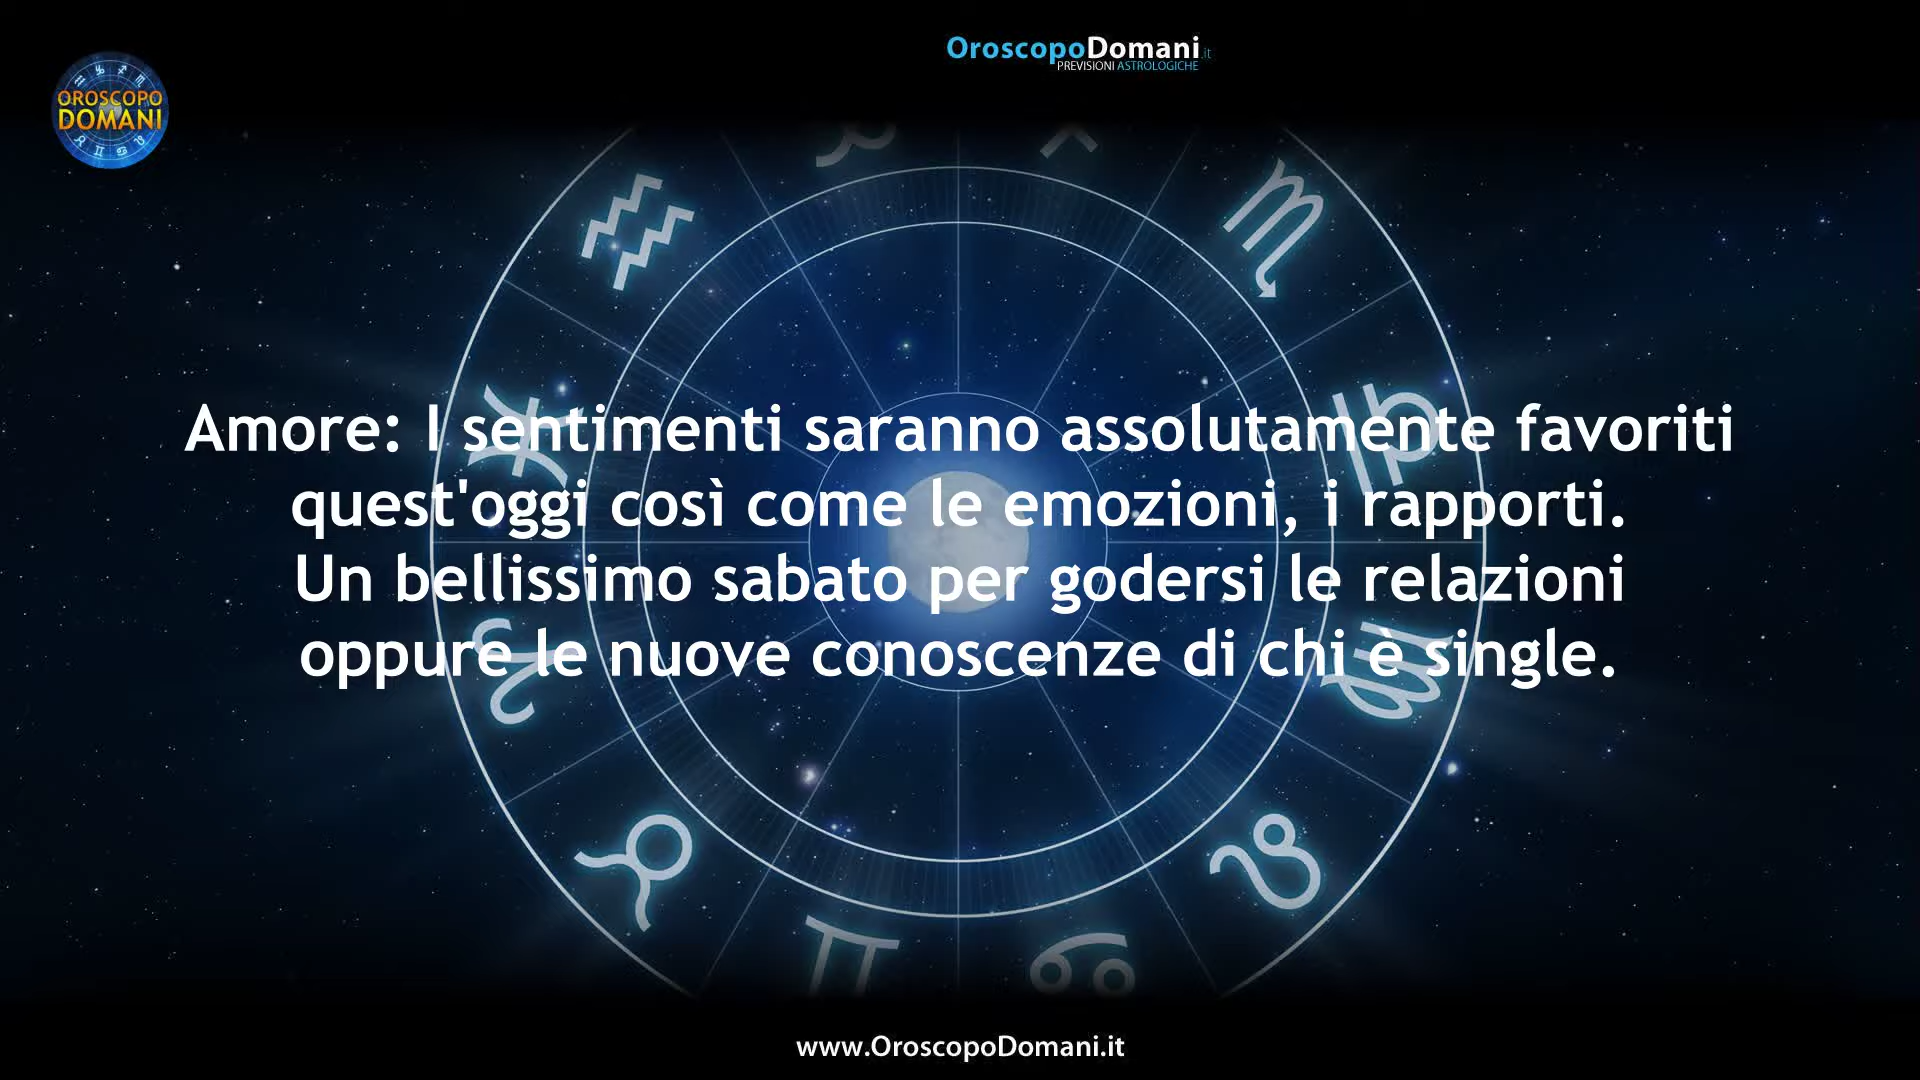 OroscopoDomani.it
PREVISIONI ASTROLOGICHE
OROSCOPO
DOMANI
Amore: I sentimenti saranno assolutamente favoriti
quest'oggi così come le emozioni, i rapporti.
Un bellissimo sabato per godersi le relazioni
oppure le nuove conoscenze di chi è single.
www.OroscopoDomani.it